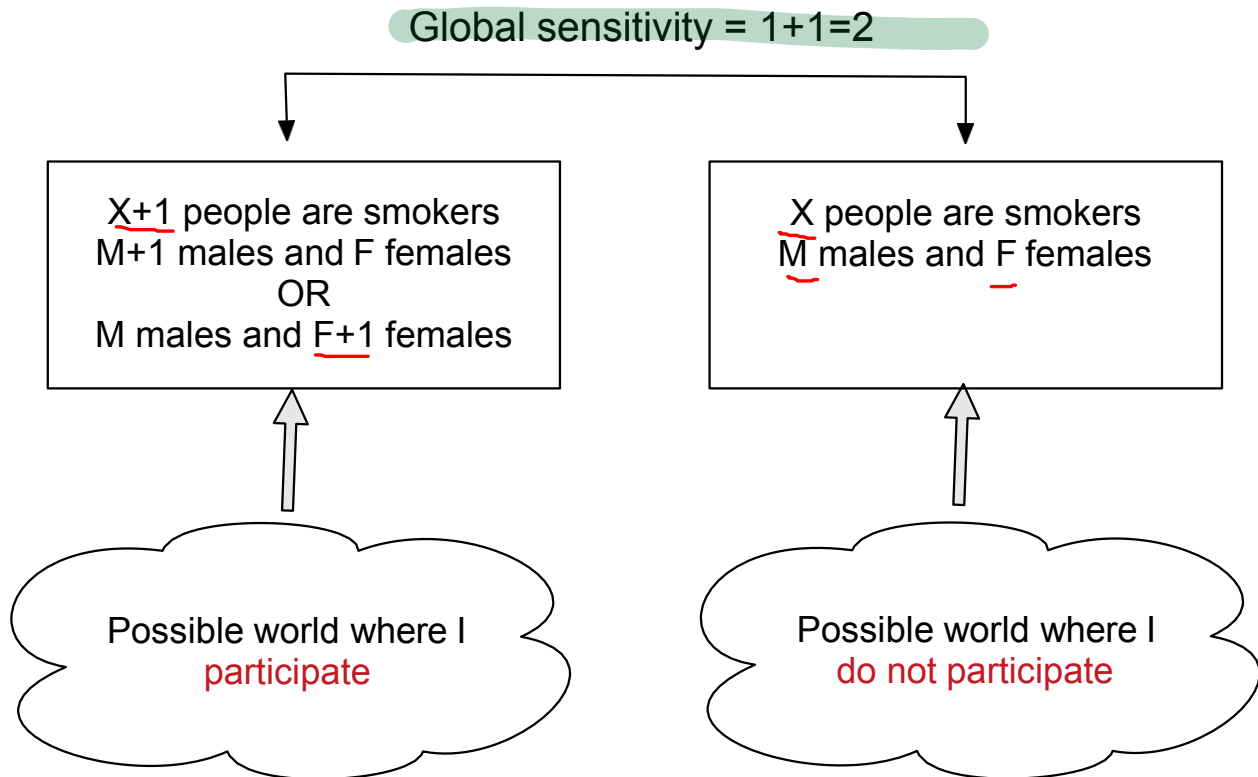 Global sensitivity = 1+1=2
X+1 people are smokers
M+1 males and F females
OR
M males and F+1 females
X people are smokers
M males and F females
Possible world where I
participate
Possible world where I
do not participate